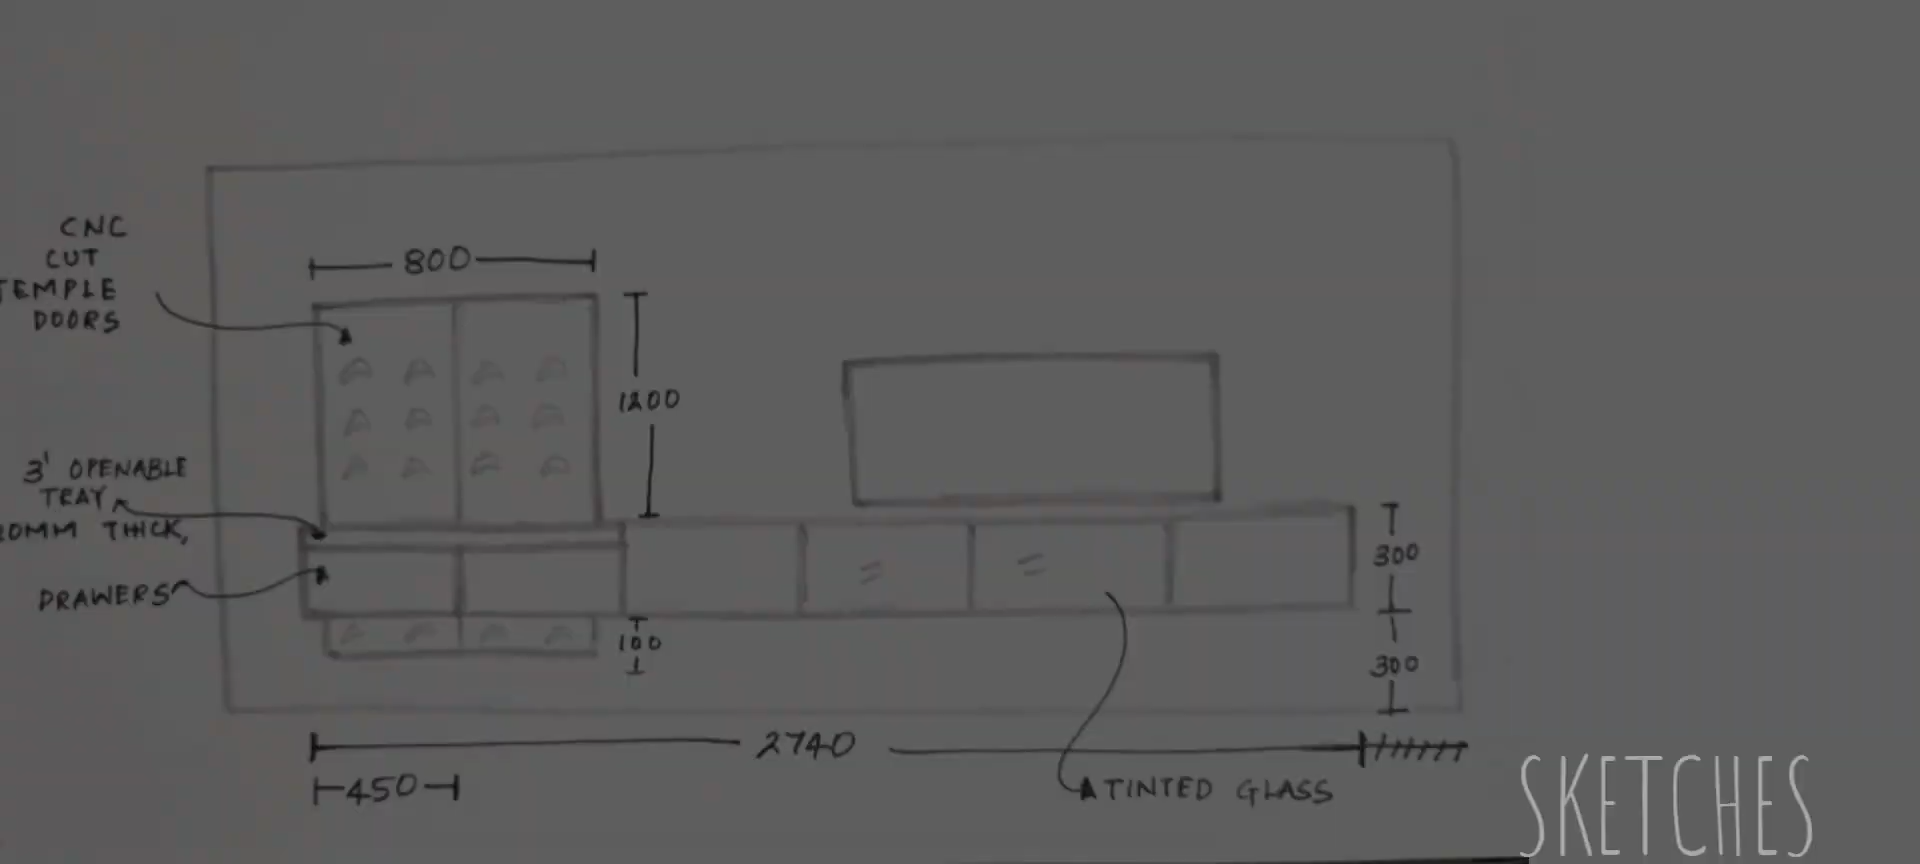 CNC
CUT
TEMPLE
DOORS
800
1200
3' OPENABLE
TRAY
THICK,
DRAWERS
300
100
300
2740
450
TINTED GLASS
SKETCHES